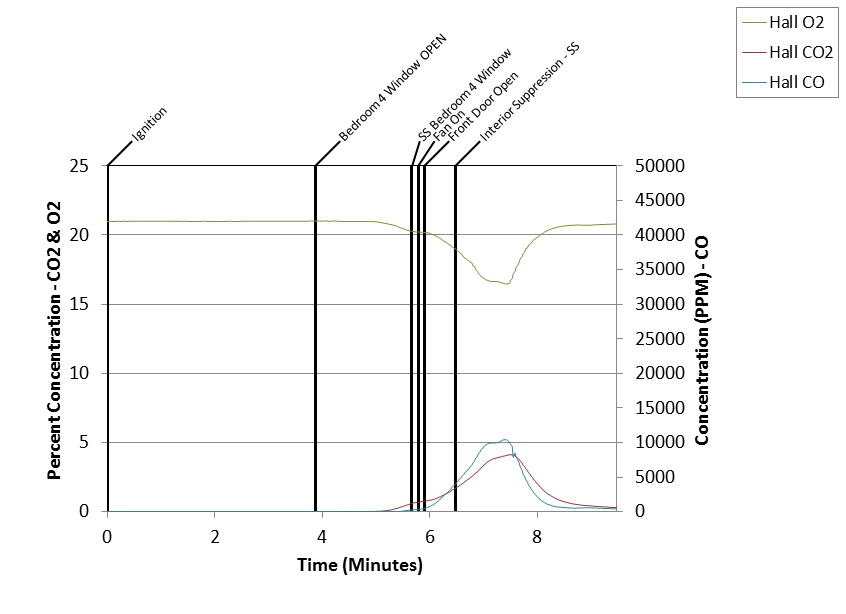 Hall O2
Hall CO2
Hall CO
Ignition
Bedroom 4 Window OPEN
SS Bedroom 4 Window
Fan On
Front Door Open
Interior Suppression - SS
Percent Concentration - CO2 & O2
25
20
15
10
5
0
50000
45000
40000
35000
30000
25000
20000
15000
10000
5000
0
Concentration (PPM) - CO
0
2
4
6
8
Time (Minutes)